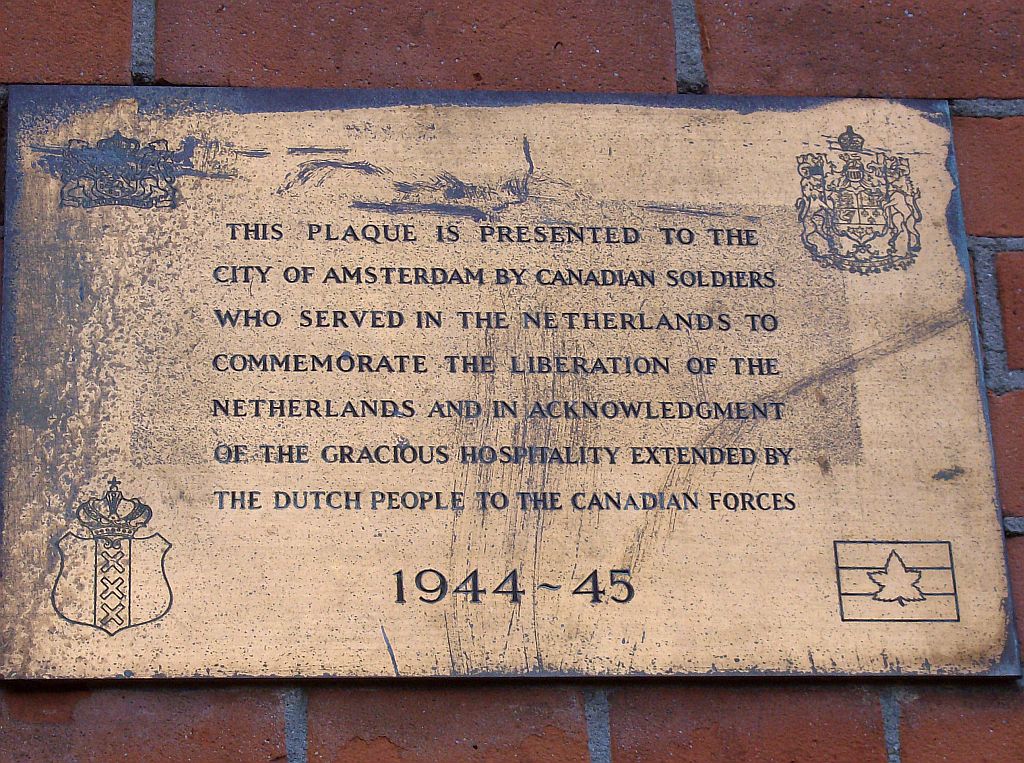 THIS PLAQUE IS PRESENTED TO THE
CITY OF AMSTERDAM BY CANADIAN SOLDIERS
WHO SERVED IN THE NETHERLANDS TO
COMMEMORATE THE LIBERATION OF THE
NETHERLANDS AND IN ACKNOWLEDGMENT
OF THE GRACIOUS HOSPITALITY EXTENDED BY
THE DUTCH PEOPLE TO THE CANADIAN FORCES
1944~45